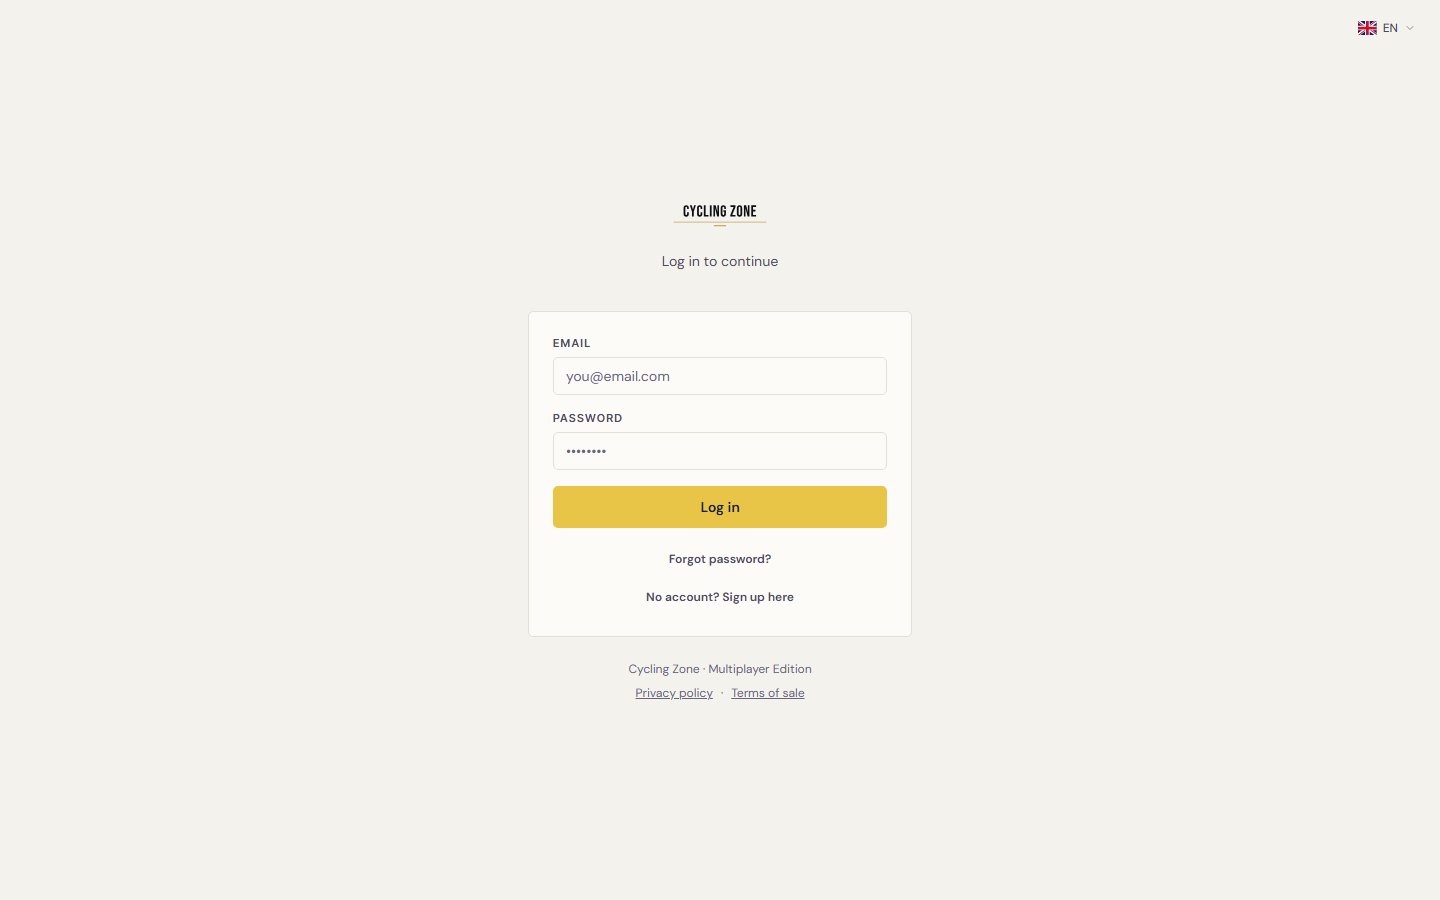 EN
CYCLING ZONE
Log in to continue
EMAIL
you@email.com
PASSWORD
••••••••
Log in
Forgot password?
No account? Sign up here
Cycling Zone · Multiplayer Edition
Privacy policy · Terms of sale